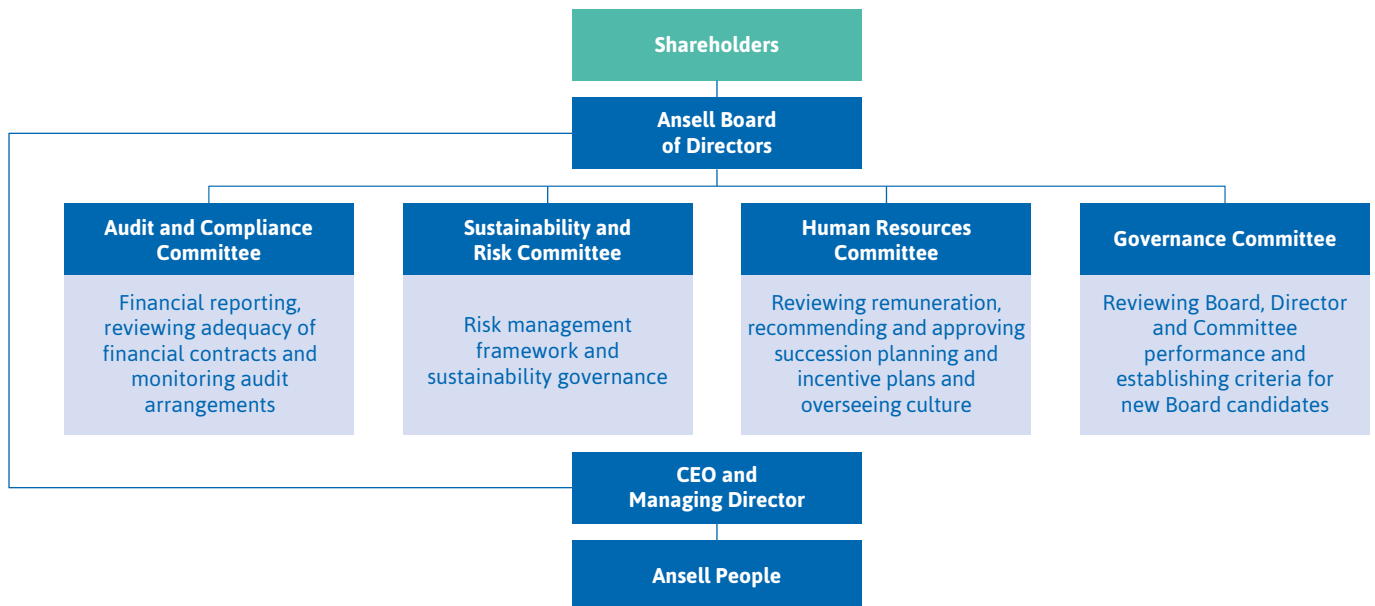 Shareholders
Ansell Board
of Directors
Audit and Compliance
Committee
Financial reporting,
reviewing adequacy of
financial contracts and
monitoring audit
arrangements
Sustainability and
Risk Committee
Risk management
framework and
sustainability governance
Human Resources
Committee
Reviewing remuneration,
recommending and approving
succession planning and
incentive plans and
overseeing culture
Governance Committee
Reviewing Board, Director
and Committee
performance and
establishing criteria for
new Board candidates
CEO and
Managing Director
Ansell People